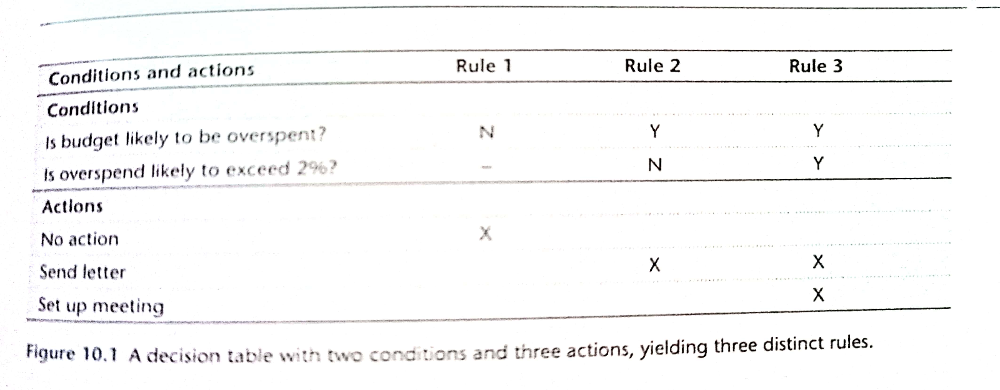 Conditions and actions Rule 1 Rule 2 Rule 3
Conditions
Is budget likely to be overspent? N Y Y
Is overspend likely to exceed 2%? – N Y
Actions
No action X
Send letter X X
Set up meeting X
Figure 10.1 A decision table with two conditions and three actions, yielding three distinct rules.